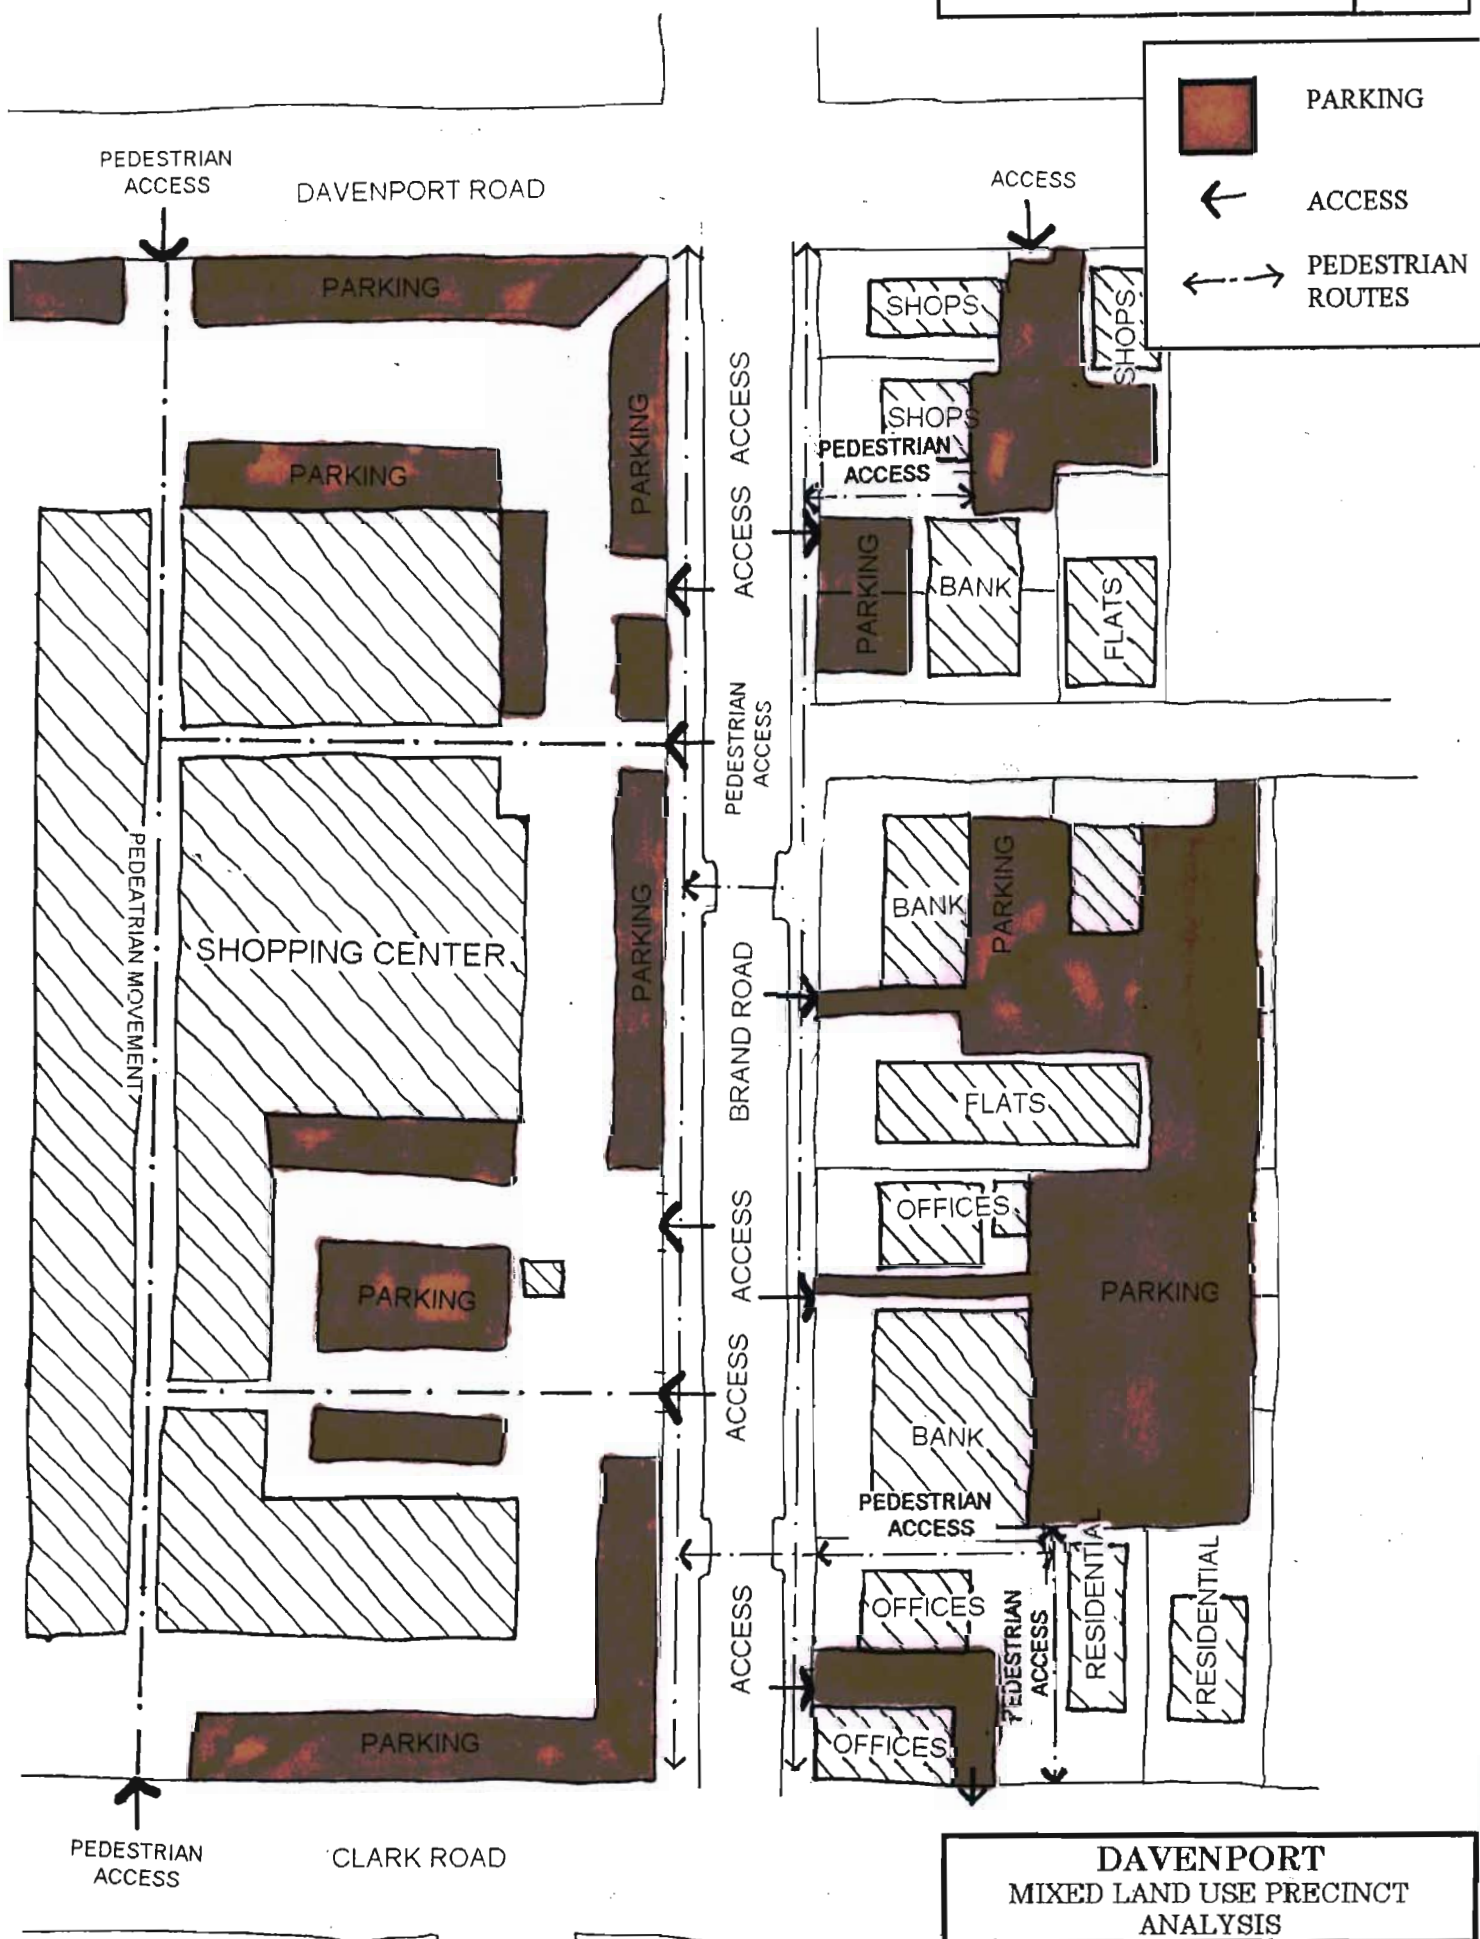 PARKING
ACCESS
PEDESTRIAN
ROUTES
PEDESTRIAN
ACCESS
DAVENPORT ROAD
ACCESS
PARKING
SHOPS
SHOPS
PARKING
ACCESS
SHOPS
PEDESTRIAN
ACCESS
PARKING
ACCESS
PARKING
BANK
FLATS
PEDESTRIAN
ACCESS
PEDEATRIAN MOVEMENT
SHOPPING CENTER
PARKING
BANK
PARKING
BRAND ROAD
FLATS
OFFICES
ACCESS
PARKING
PARKING
ACCESS
BANK
PEDESTRIAN
ACCESS
RESIDENTIAL
RESIDENTIAL
OFFICES
PEDESTRIAN
ACCESS
ACCESS
PARKING
OFFICES
PEDESTRIAN
ACCESS
CLARK ROAD
DAVENPORT
MIXED LAND USE PRECINCT
ANALYSIS